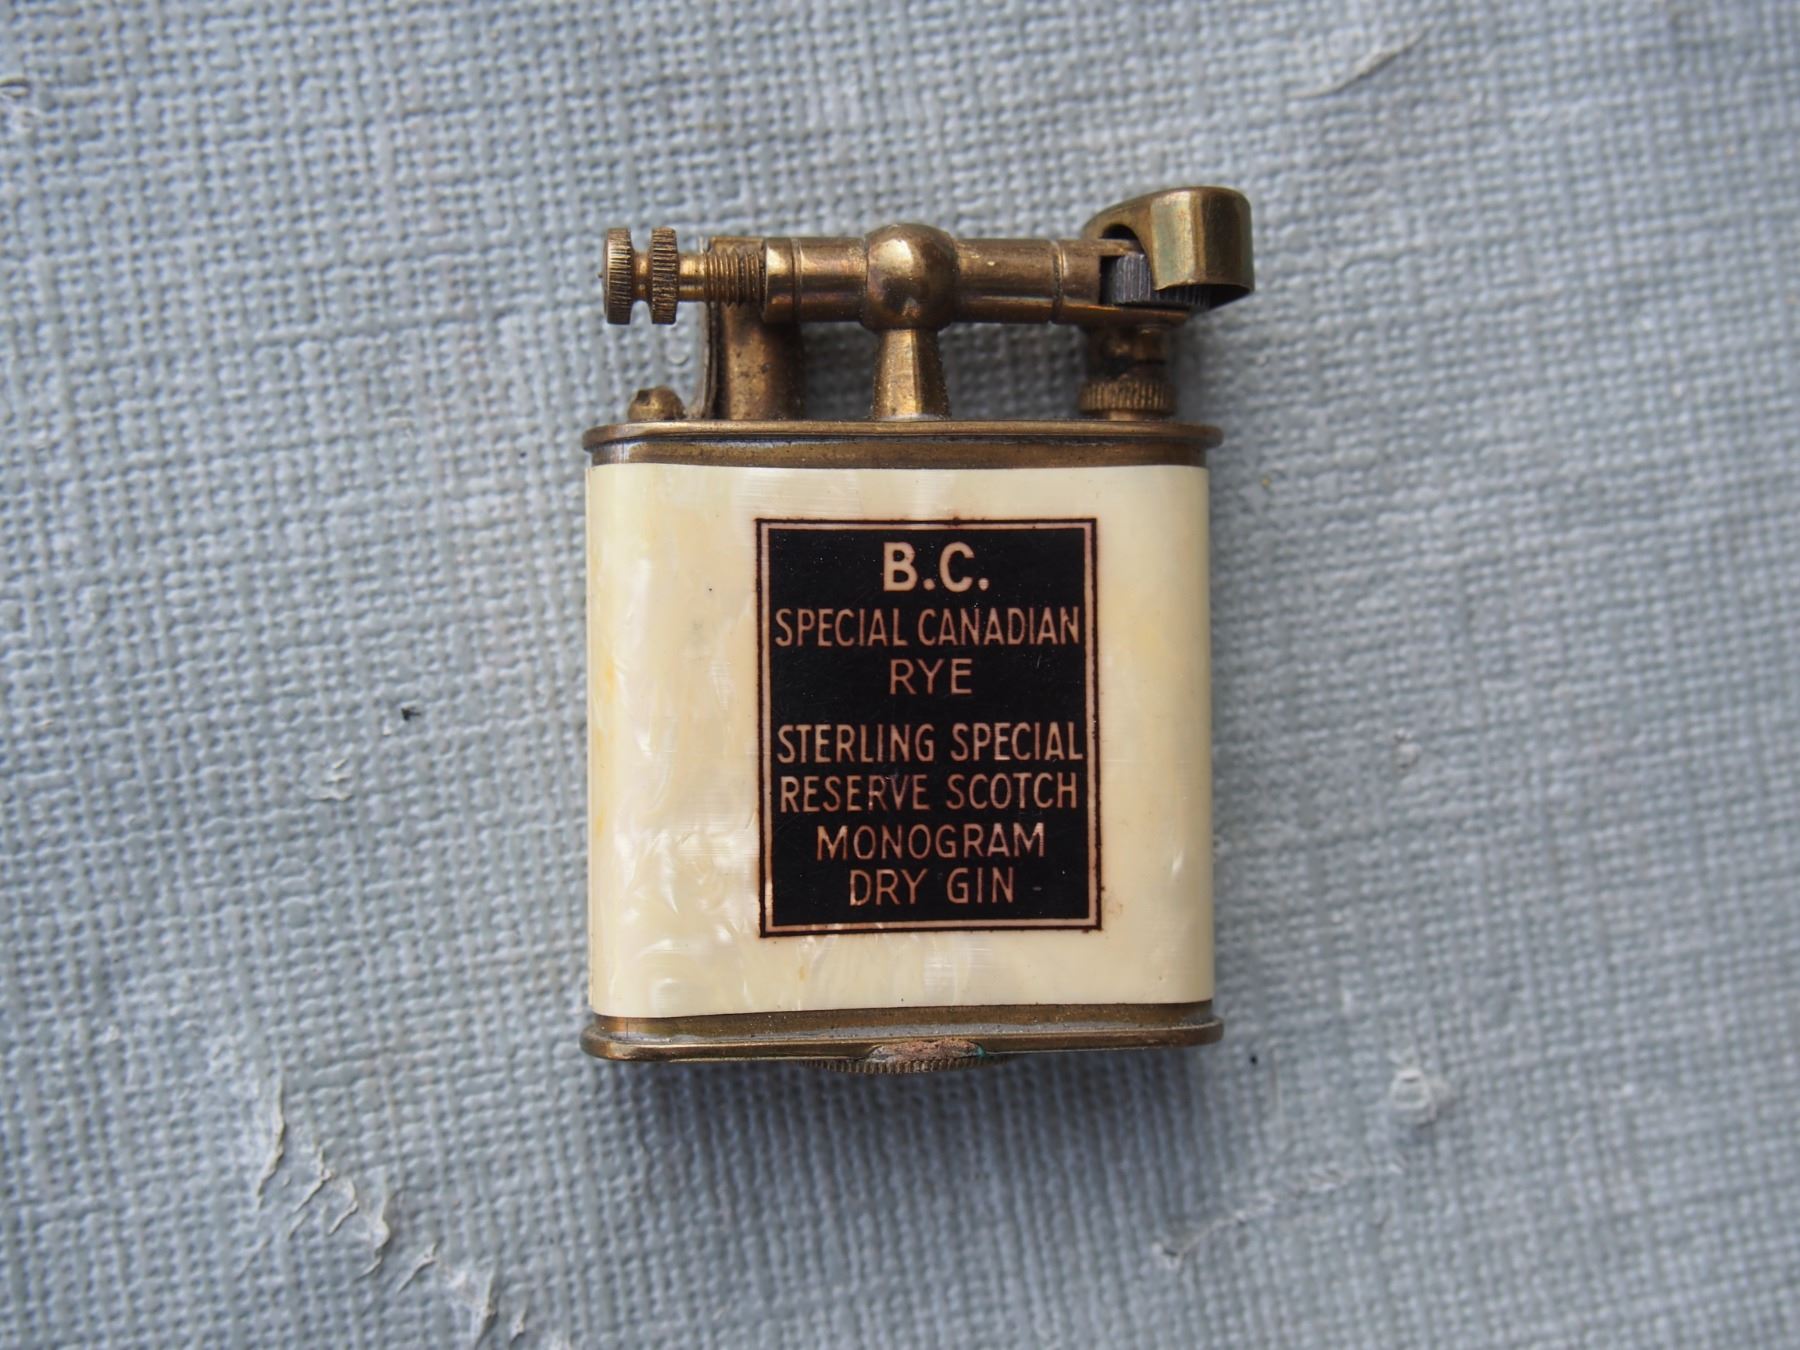 B.C.
SPECIAL CANADIAN
RYE
STERLING SPECIAL
RESERVE SCOTCH
MONOGRAM
DRY GIN